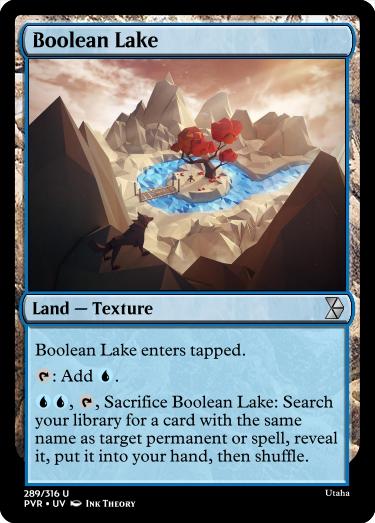 Boolean Lake
Land — Texture
Boolean Lake enters tapped.
: Add .
, , Sacrifice Boolean Lake: Search
your library for a card with the same
name as target permanent or spell, reveal
it, put it into your hand, then shuffle.
289/316 U
PVR • UV Ink Theory
Utaha